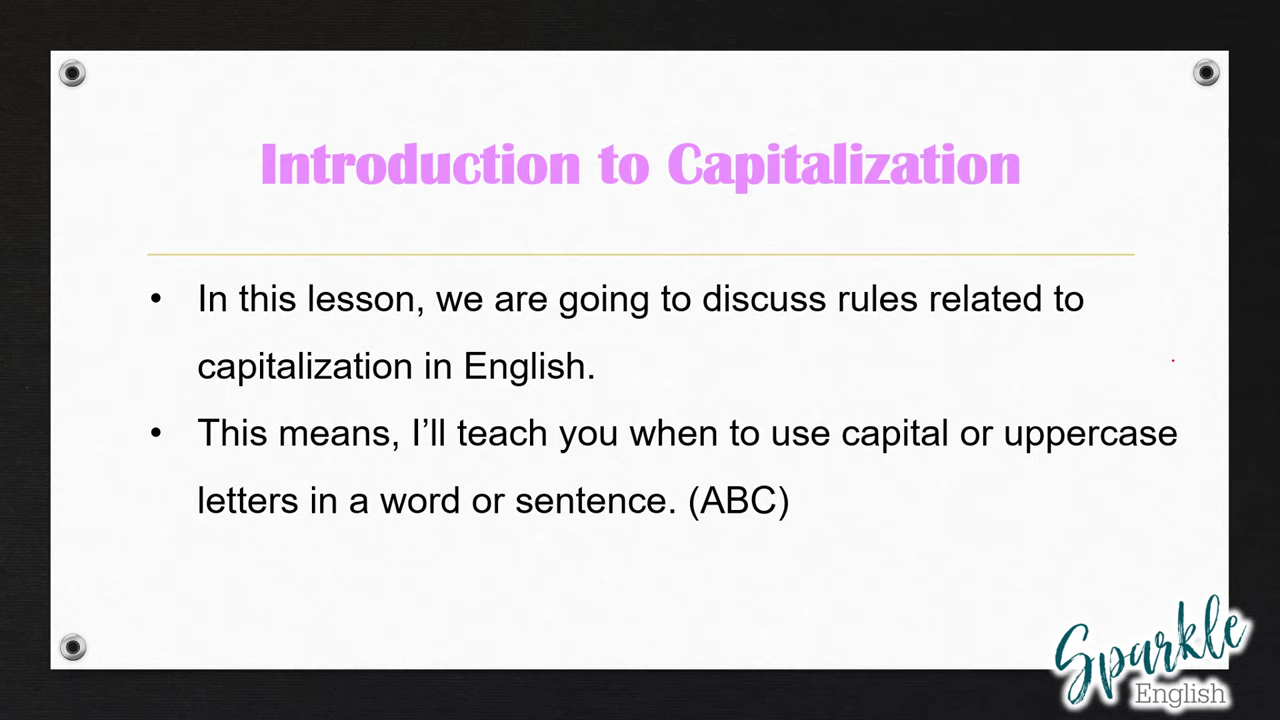 Introduction to Capitalization
• In this lesson, we are going to discuss rules related to
capitalization in English.
• This means, I’ll teach you when to use capital or uppercase
letters in a word or sentence. (ABC)
Sparkle
English